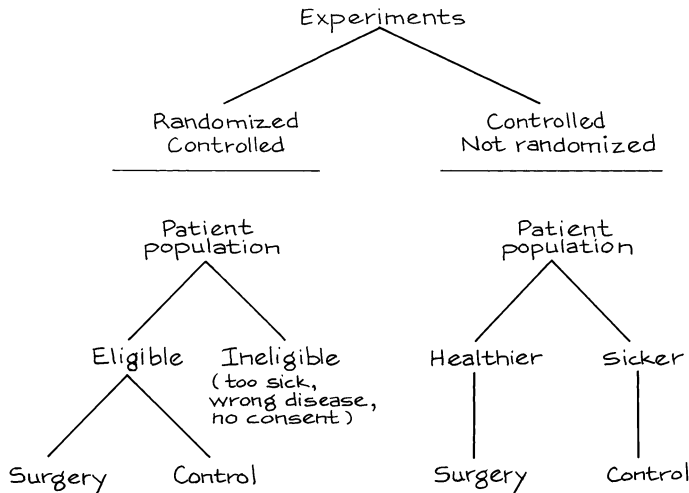 Experiments
Randomized
Controlled
Controlled
Not randomized
Patient
population
Patient
population
Eligible
Ineligible
(too sick,
wrong disease,
no consent)
Healthier
Sicker
Surgery
Control
Surgery
Control